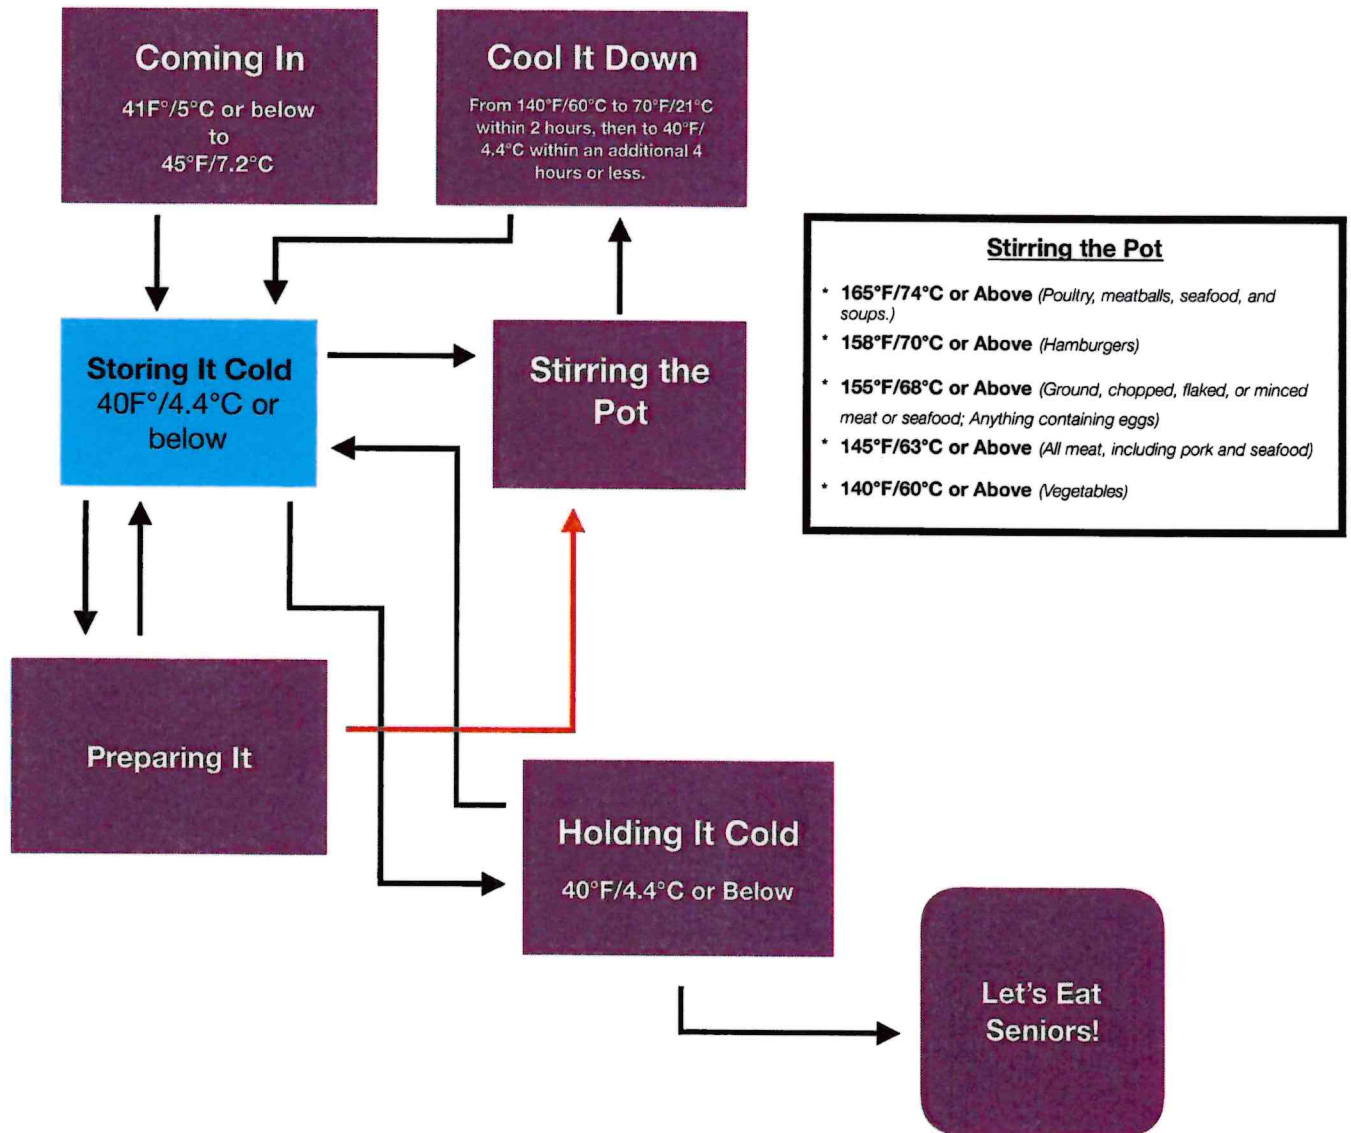 Coming In
41F°/5°C or below
to
45°F/7.2°C
Cool It Down
From 140°F/60°C to 70°F/21°C
within 2 hours, then to 40°F/
4.4°C within an additional 4
hours or less.
Storing It Cold
40F°/4.4°C or
below
Stirring the
Pot
Stirring the Pot
* 165°F/74°C or Above (Poultry, meatballs, seafood, and
soups.)
* 158°F/70°C or Above (Hamburgers)
* 155°F/68°C or Above (Ground, chopped, flaked, or minced
meat or seafood; Anything containing eggs)
* 145°F/63°C or Above (All meat, including pork and seafood)
* 140°F/60°C or Above (Vegetables)
Preparing It
Holding It Cold
40°F/4.4°C or Below
Let's Eat
Seniors!